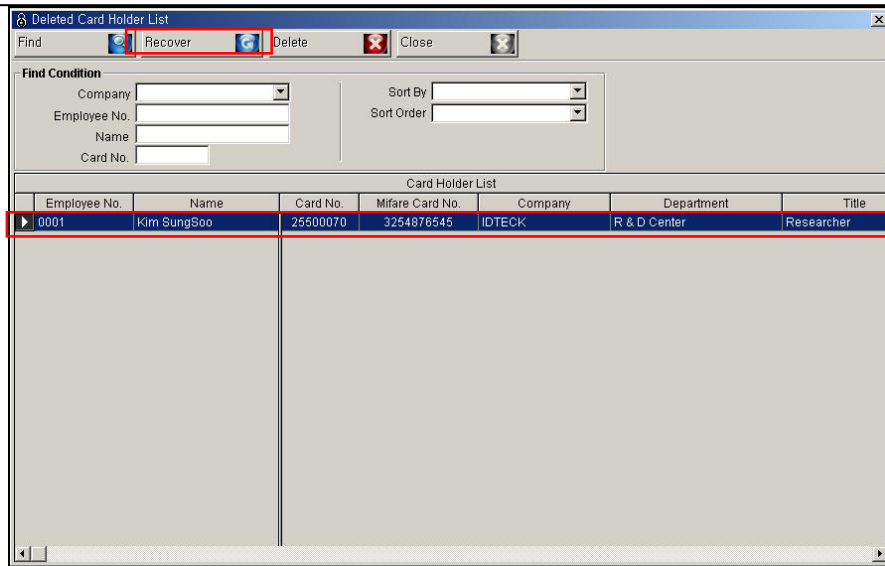 Deleted Card Holder List
Find Recover Delete Close
Find Condition
Company Sort By
Employee No. Sort Order
Name
Card No.
Card Holder List
Employee No. Name Card No. Mifare Card No. Company Department Title
0001 Kim SungSoo 25500070 3254876545 IDTECK R & D Center Researcher